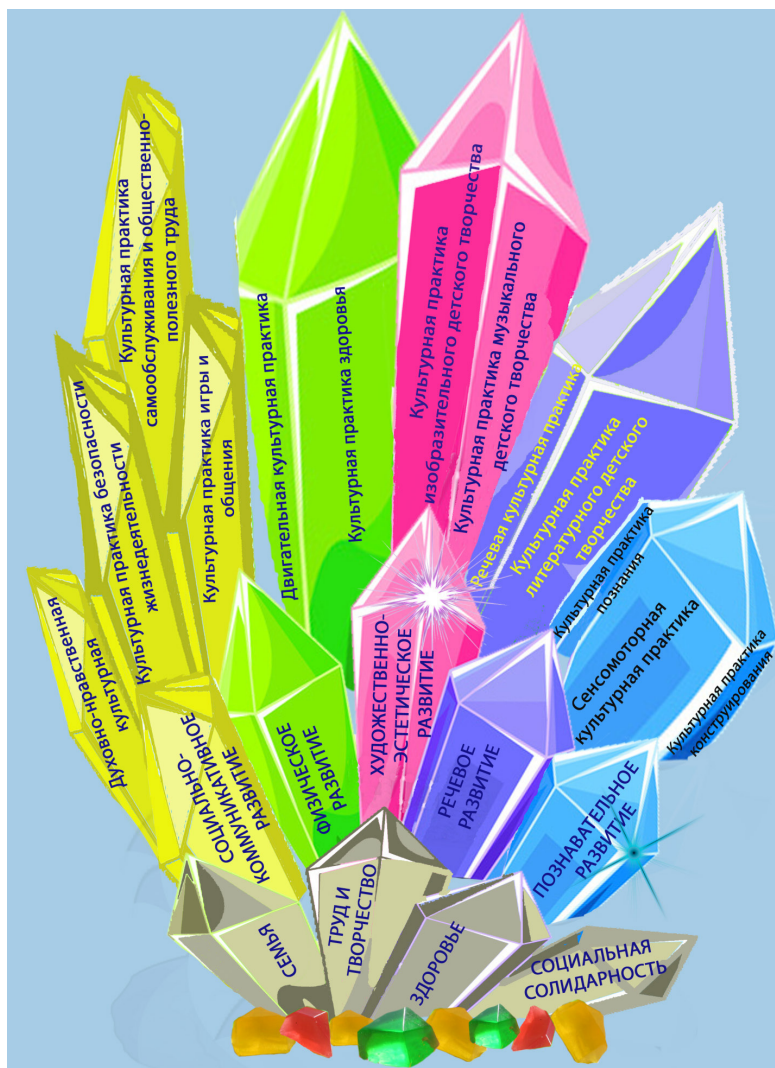 Культурная практика
самообслуживания и общественно-
полезного труда
Культурная практика безопасности
жизнедеятельности
Культурная практика игры и
общения
Духовно-нравственная
культурная
Двигательная культурная практика
Культурная практика здоровья
Культурная практика
изобразительного детского творчества
Культурная практика музыкального
детского творчества
Речевая культурная практика
Культурная практика
литературного детского
творчества
Культурная практика
познания
Сенсомоторная
культурная практика
Культурная практика
конструирования
СОЦИАЛЬНО-
КОММУНИКАТИВНОЕ
РАЗВИТИЕ
ФИЗИЧЕСКОЕ
РАЗВИТИЕ
ХУДОЖЕСТВЕННО-
ЭСТЕТИЧЕСКОЕ
РАЗВИТИЕ
РЕЧЕВОЕ
РАЗВИТИЕ
ПОЗНАВАТЕЛЬНОЕ
РАЗВИТИЕ
СЕМЬЯ
ТРУД И
ТВОРЧЕСТВО
ЗДОРОВЬЕ
СОЦИАЛЬНАЯ
СОЛИДАРНОСТЬ